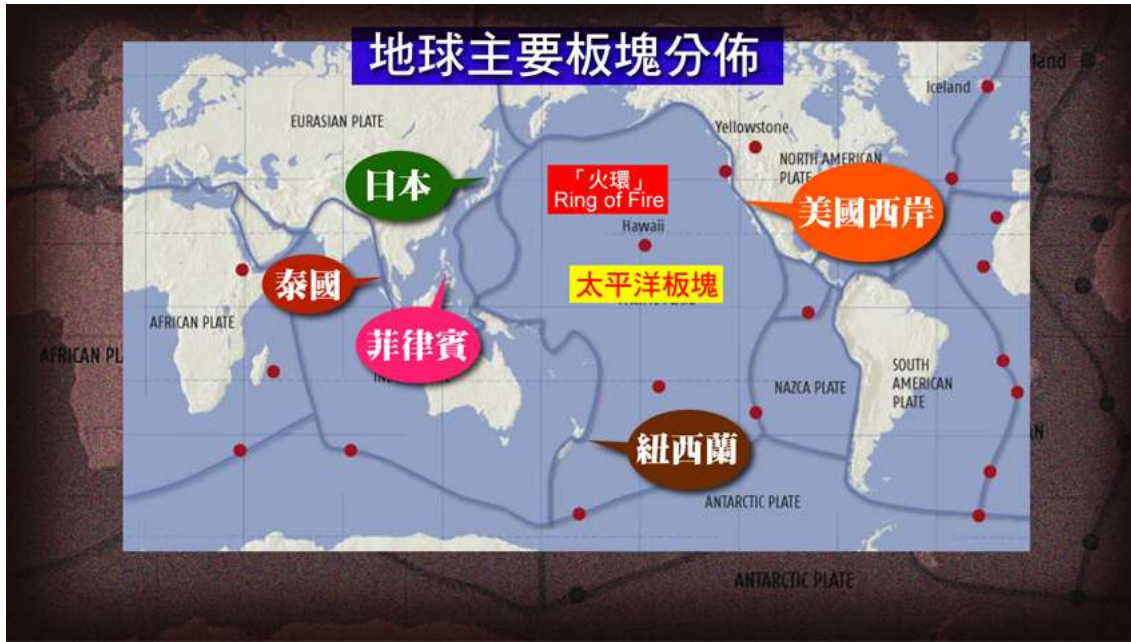 地球主要板塊分佈
land
Iceland
EURASIAN PLATE
Yellowstone
NORTH AMERICAN
PLATE
日本
「火環」
Ring of Fire
美國西岸
Hawaii
泰國
太平洋板塊
AFRICAN PLATE
菲律賓
AFRICAN PL
SOUTH
AMERICAN
PLATE
NAZCA PLATE
紐西蘭
ANTARCTIC PLATE
ANTARCTIC PLATE